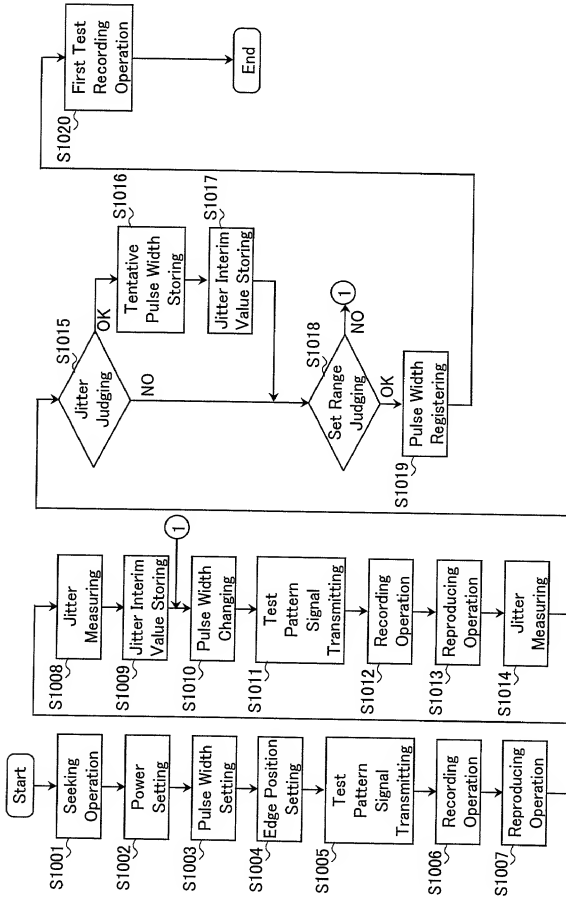 Start
S1001
Seeking
Operation
S1002
Power
Setting
S1003
Pulse Width
Setting
S1004
Edge Position
Setting
S1005
Test
Pattern
Signal
Transmitting
S1006
Recording
Operation
S1007
Reproducing
Operation
S1008
Jitter
Measuring
S1009
Jitter Interim
Value Storing
1
S1010
Pulse Width
Changing
S1011
Test
Pattern
Signal
Transmitting
S1012
Recording
Operation
S1013
Reproducing
Operation
S1014
Jitter
Measuring
S1015
Jitter
Judging
OK
NO
S1016
Tentative
Pulse Width
Storing
S1017
Jitter Interim
Value Storing
S1018
Set Range
Judging
NO
1
OK
S1019
Pulse Width
Registering
S1020
First Test
Recording
Operation
End